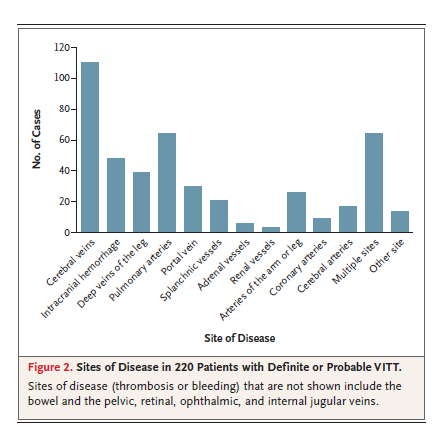 120
100
80
60
40
20
0
No. of Cases
Cerebral veins
Intracranial hemorrhage
Deep veins of the leg
Pulmonary arteries
Portal vein
Splanchnic vessels
Adrenal vessels
Renal vessels
Arteries of the arm or leg
Coronary arteries
Cerebral arteries
Multiple sites
Other site
Site of Disease
Figure 2. Sites of Disease in 220 Patients with Definite or Probable VITT.
Sites of disease (thrombosis or bleeding) that are not shown include the
bowel and the pelvic, retinal, ophthalmic, and internal jugular veins.